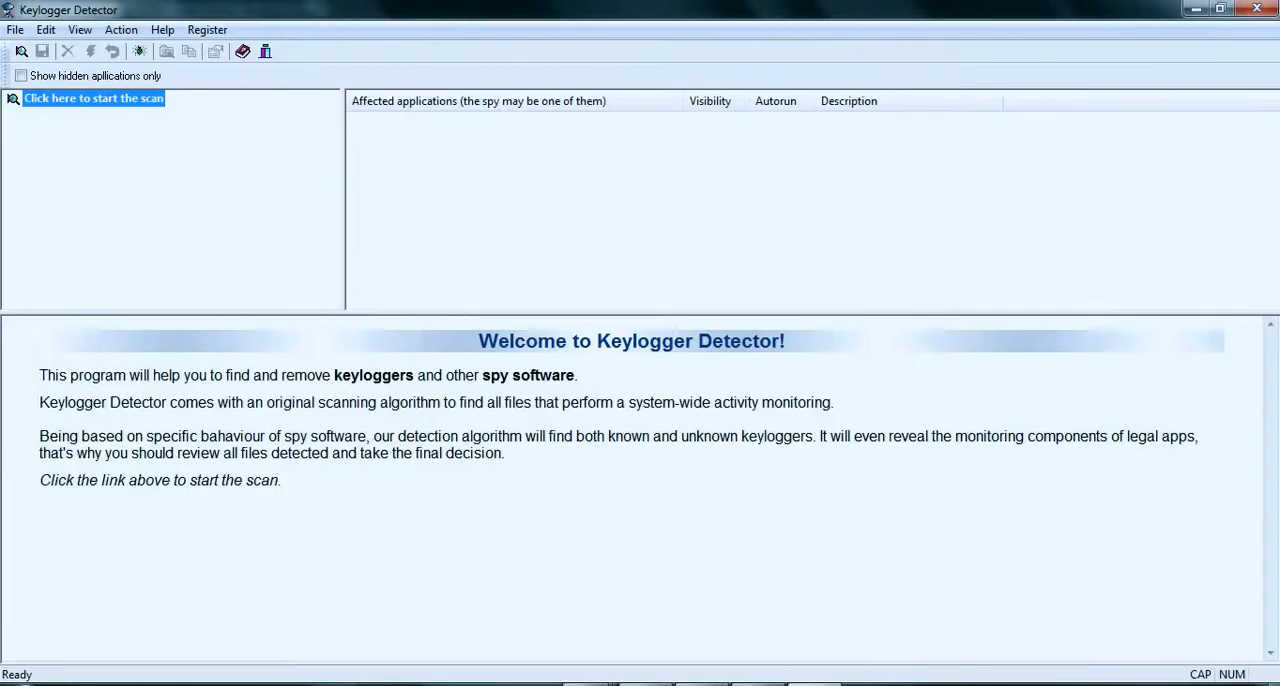 Keylogger Detector
File Edit View Action Help Register
Show hidden apllications only
Click here to start the scan
Affected applications (the spy may be one of them) Visibility Autorun Description
Welcome to Keylogger Detector!
This program will help you to find and remove keyloggers and other spy software.
Keylogger Detector comes with an original scanning algorithm to find all files that perform a system-wide activity monitoring.
Being based on specific bahaviour of spy software, our detection algorithm will find both known and unknown keyloggers. It will even reveal the monitoring components of legal apps,
that's why you should review all files detected and take the final decision.
Click the link above to start the scan.
Ready CAP NUM